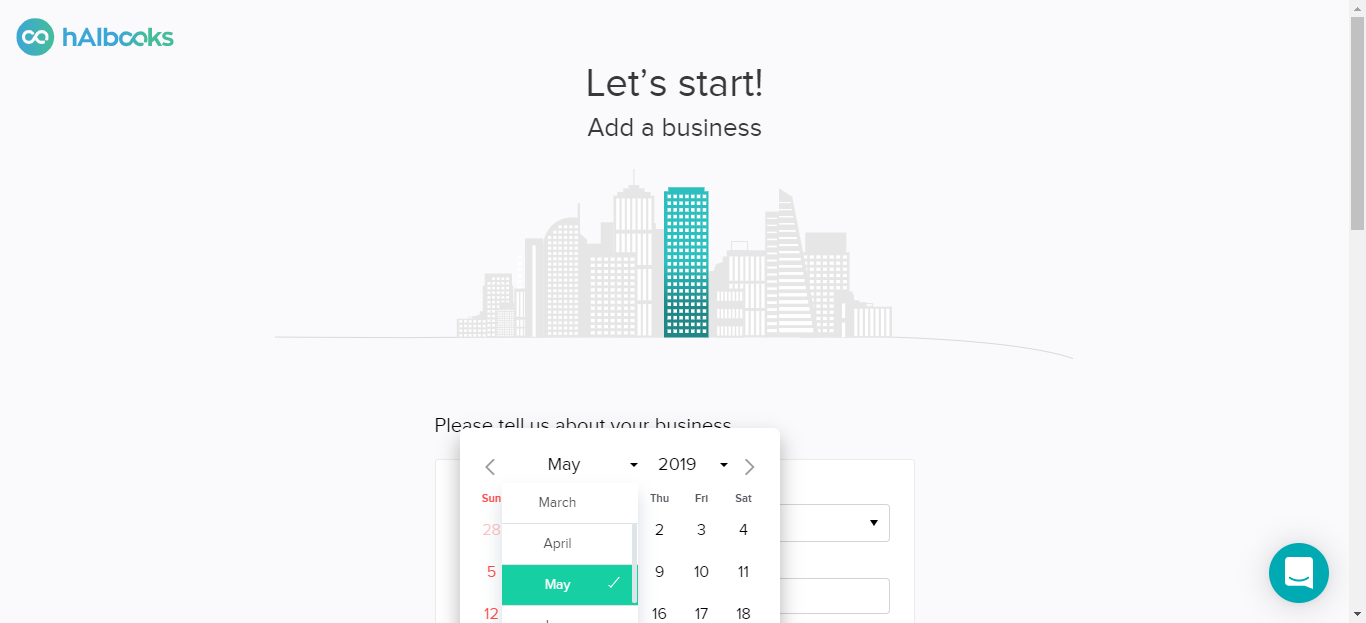 hAIbooks
Let's start!
Add a business
Please tell us about your business
May 2019
Sun Thu Fri Sat
March
28 2 3 4
April
5 9 10 11
May
12 16 17 18